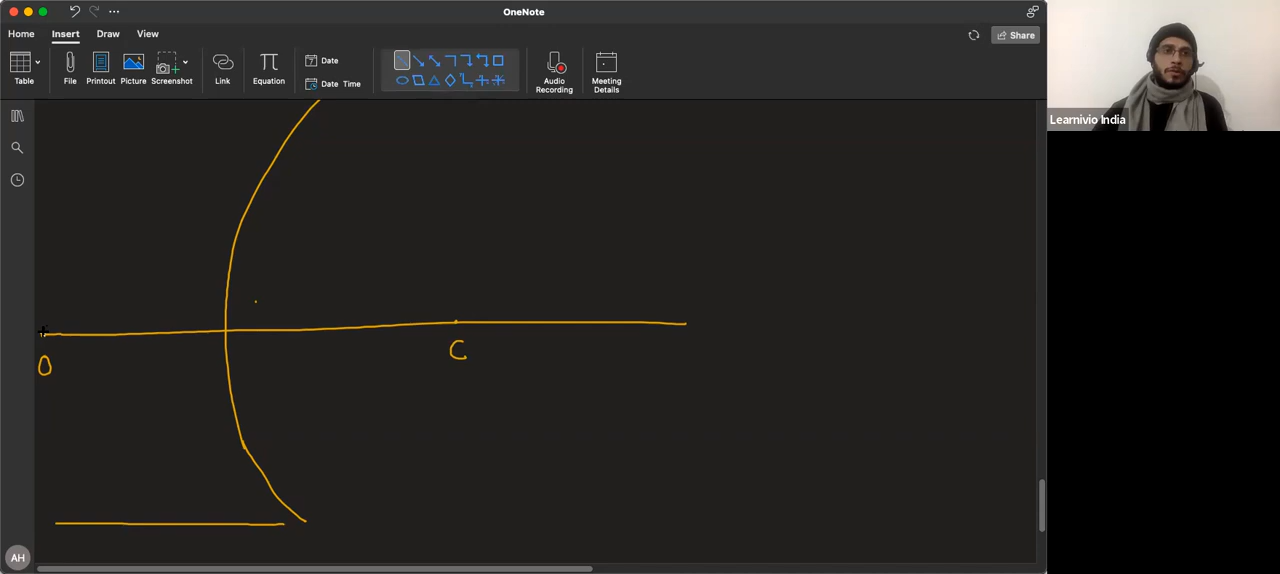 OneNote
Home Insert Draw View
Share
Table File Printout Picture Screenshot Link Equation Date Date Time Audio Recording Meeting Details
Learnivio India
C
O
AH